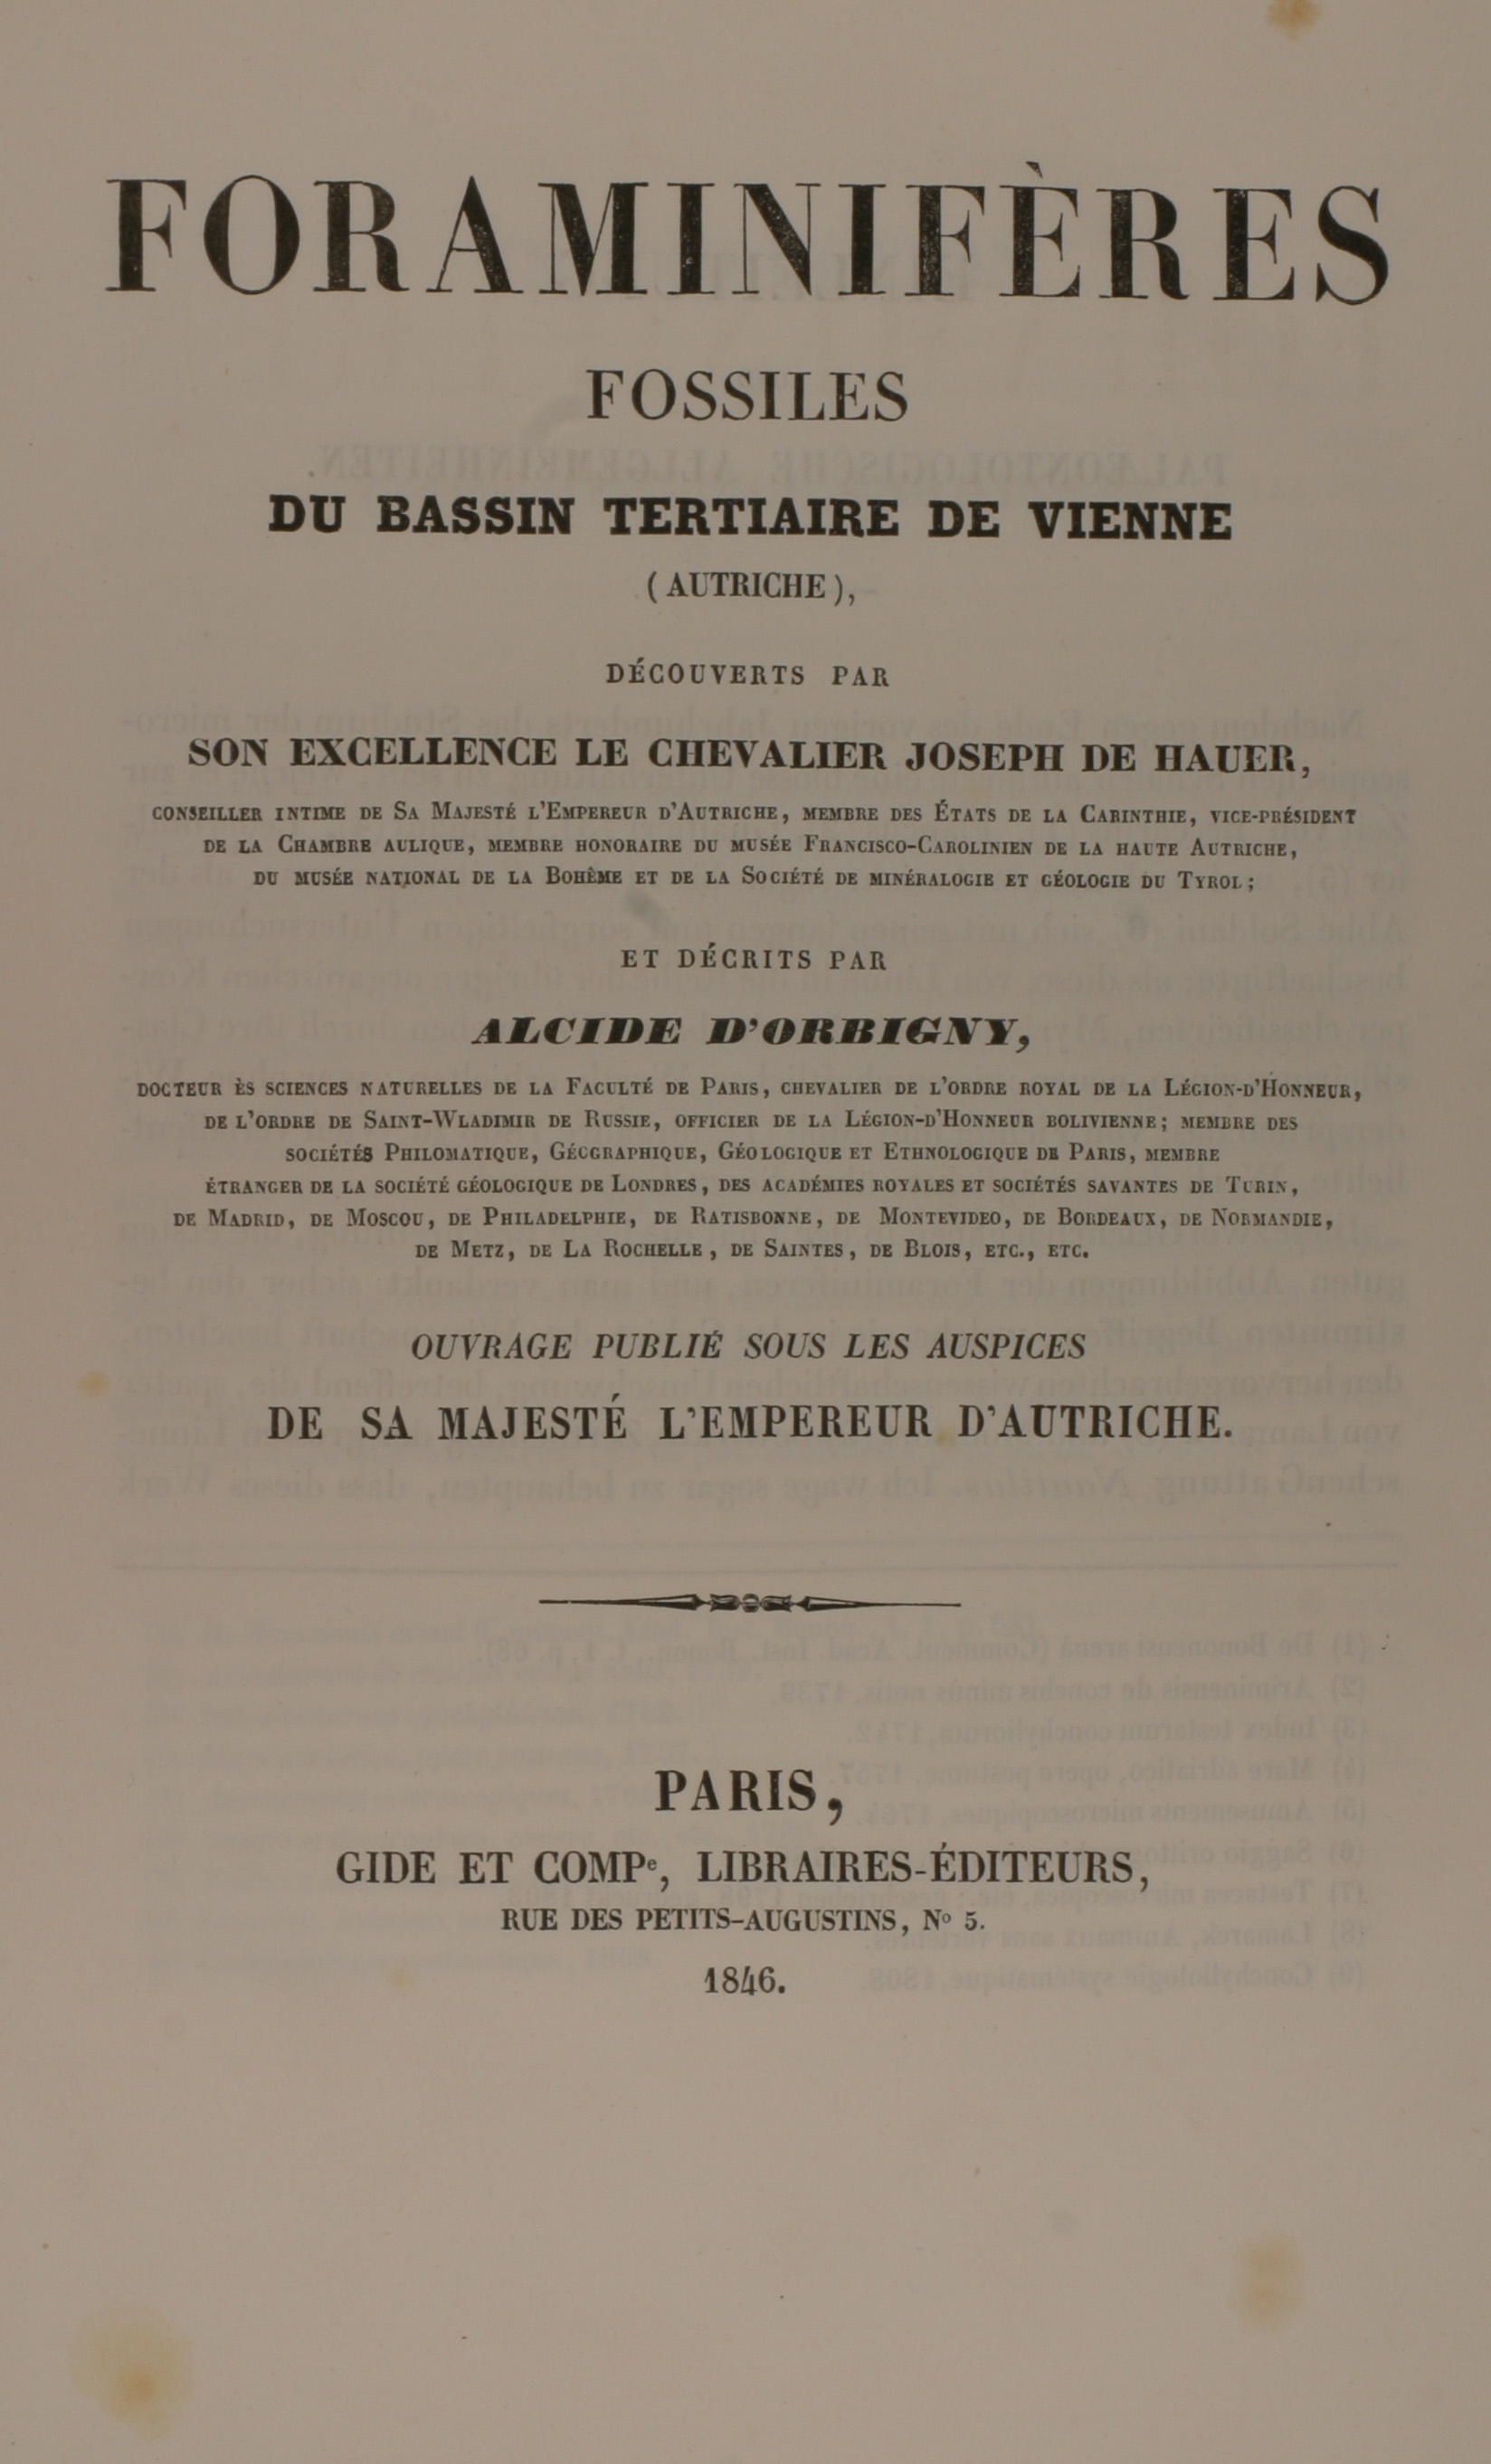 FORAMINIFÈRES
FOSSILES
DU BASSIN TERTIAIRE DE VIENNE
(AUTRICHE),
DÉCOUVERTS PAR
SON EXCELLENCE LE CHEVALIER JOSEPH DE HAUER,
CONSEILLER INTIME DE SA MAJESTÉ L'EMPEREUR D'AUTRICHE, MEMBRE DES ÉTATS DE LA CARINTHIE, VICE-PRÉSIDENT
DE LA CHAMBRE AULIQUE, MEMBRE HONORAIRE DU MUSÉE FRANCISCO-CAROLINIEN DE LA HAUTE AUTRICHE,
DU MUSÉE NATIONAL DE LA BOHÊME ET DE LA SOCIÉTÉ DE MINÉRALOGIE ET GÉOLOGIE DU TYROL;
ET DÉCRITS PAR
ALCIDE D'ORBIGNY,
DOCTEUR ÈS SCIENCES NATURELLES DE LA FACULTÉ DE PARIS, CHEVALIER DE L'ORDRE ROYAL DE LA LÉGION-D'HONNEUR,
DE L'ORDRE DE SAINT-WLADIMIR DE RUSSIE, OFFICIER DE LA LÉGION-D'HONNEUR BOLIVIENNE; MEMBRE DES
SOCIÉTÉS PHILOMATIQUE, GÉOGRAPHIQUE, GÉOLOGIQUE ET ETHNOLOGIQUE DE PARIS, MEMBRE
ÉTRANGER DE LA SOCIÉTÉ GÉOLOGIQUE DE LONDRES, DES ACADÉMIES ROYALES ET SOCIÉTÉS SAVANTES DE TURIN,
DE MADRID, DE MOSCOU, DE PHILADELPHIE, DE RATISBONNE, DE MONTEVIDEO, DE BORDEAUX, DE NORMANDIE,
DE METZ, DE LA ROCHELLE, DE SAINTES, DE BLOIS, ETC., ETC.
OUVRAGE PUBLIÉ SOUS LES AUSPICES
DE SA MAJESTÉ L'EMPEREUR D'AUTRICHE.
PARIS,
GIDE ET COMPe, LIBRAIRES-ÉDITEURS,
RUE DES PETITS-AUGUSTINS, No 5.
1846.